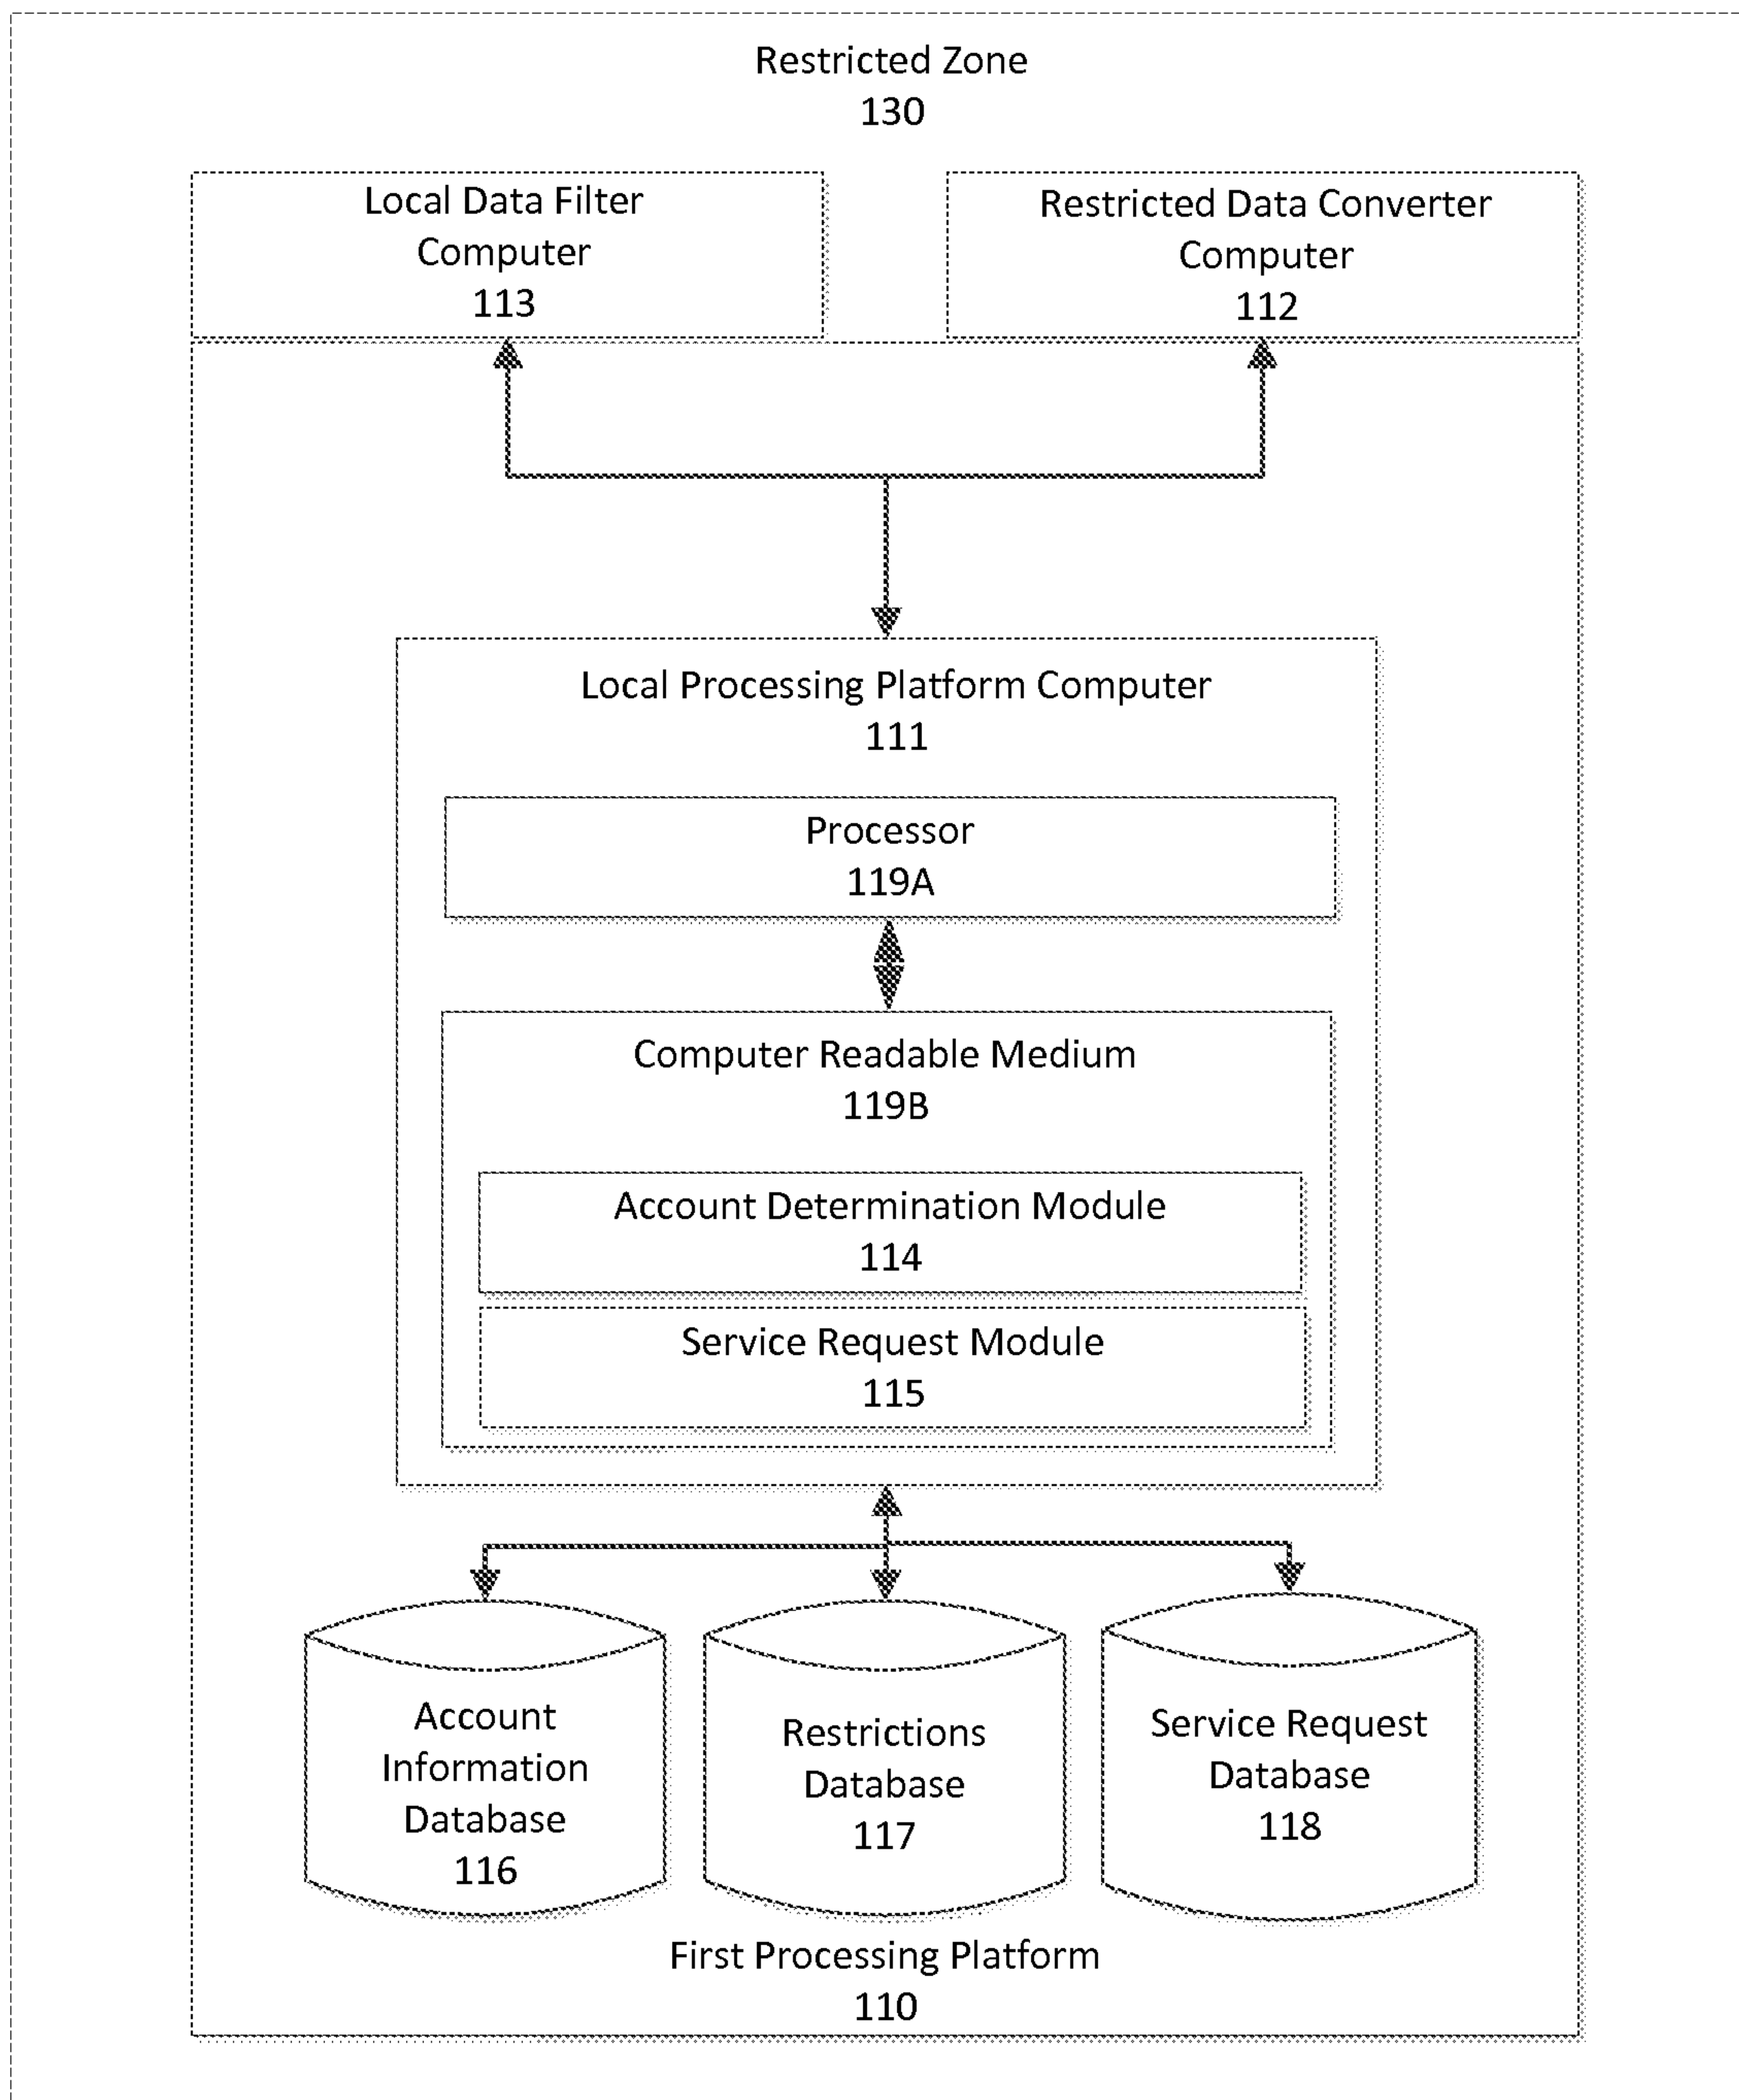 Restricted Zone
130
Local Data Filter
Computer
113
Restricted Data Converter
Computer
112
Local Processing Platform Computer
111
Processor
119A
Computer Readable Medium
119B
Account Determination Module
114
Service Request Module
115
Account
Information
Database
116
Restrictions
Database
117
Service Request
Database
118
First Processing Platform
110